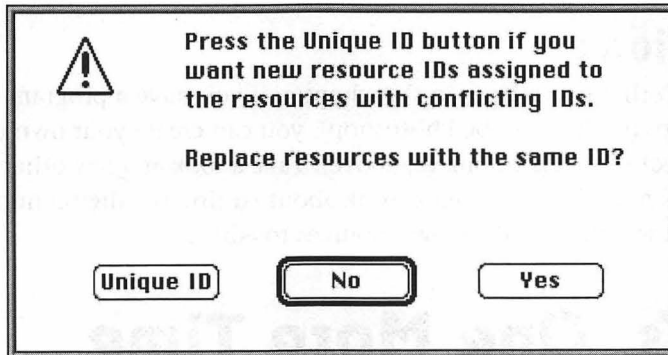 Press the Unique ID button if you
want new resource IDs assigned to
the resources with conflicting IDs.
Replace resources with the same ID?
Unique ID No Yes